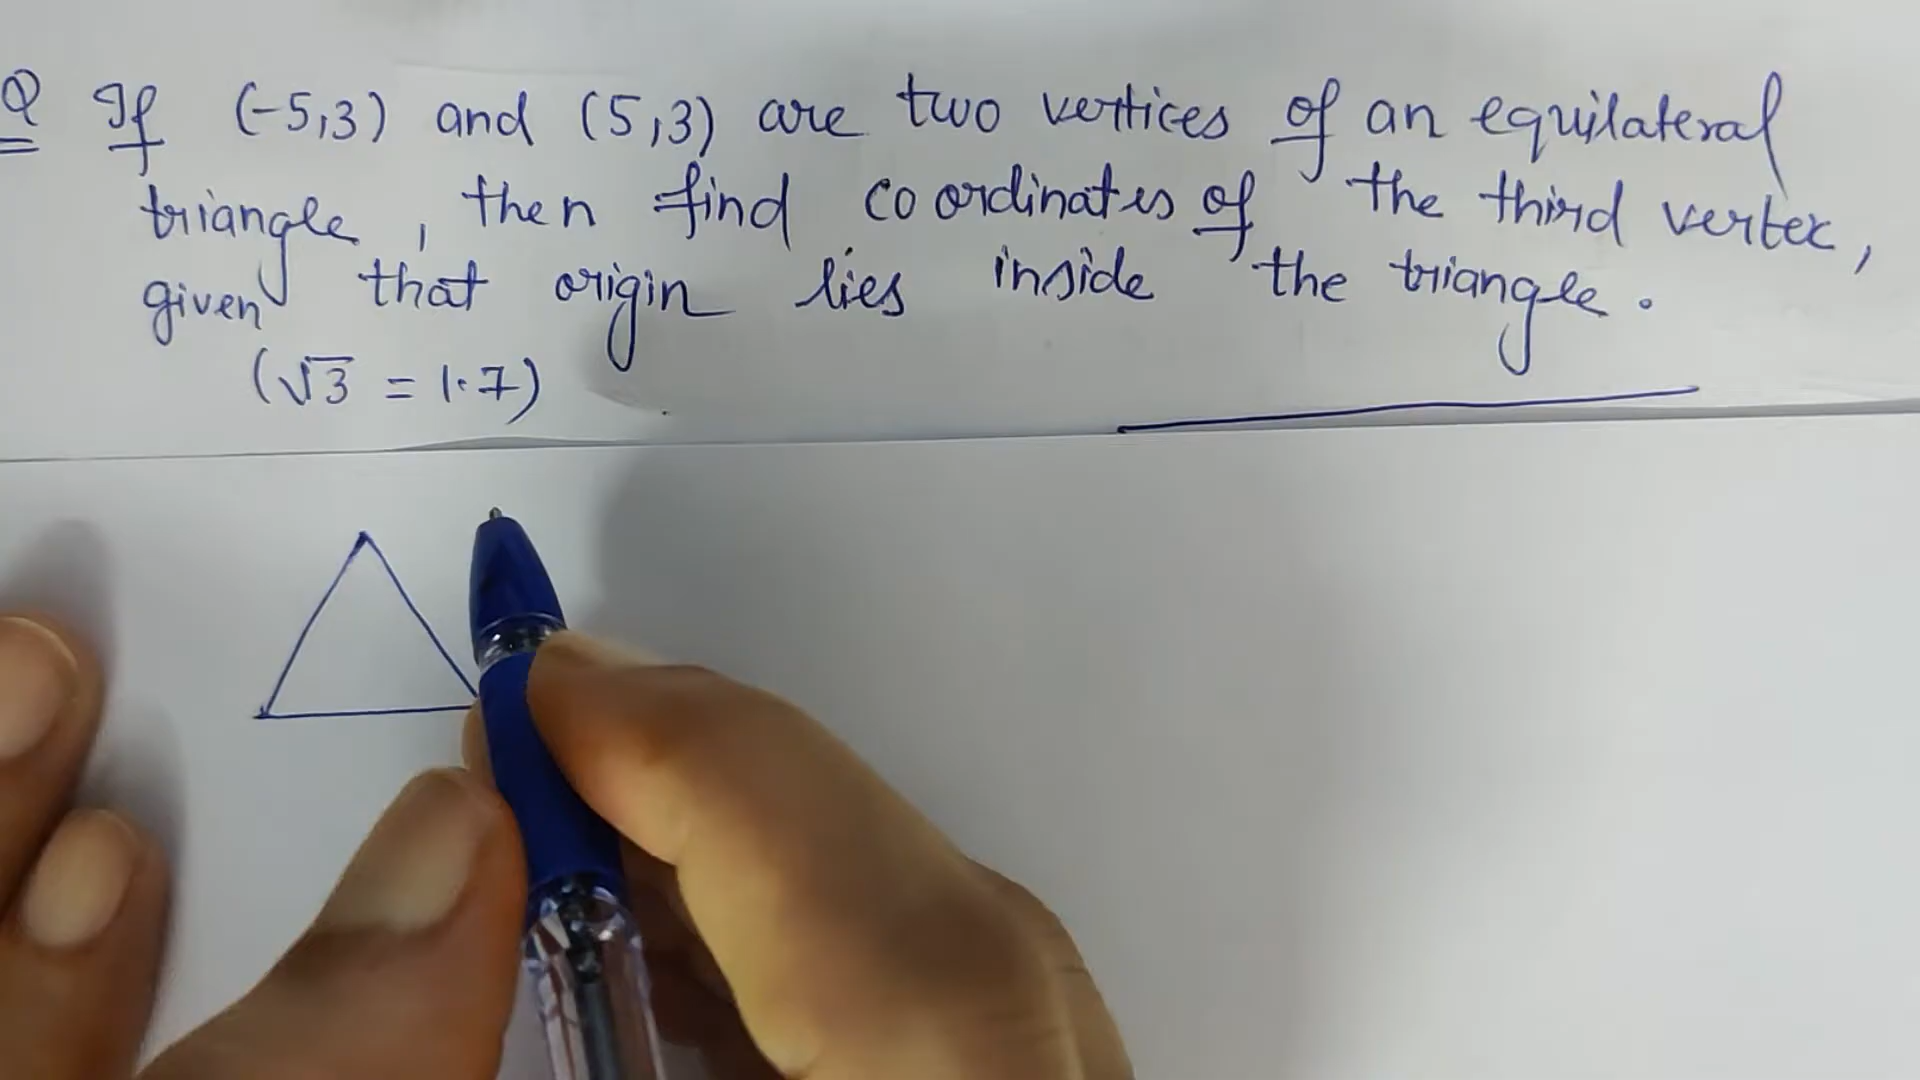 Q If (-5,3) and (5,3) are two vertices of an equilateral
triangle, then find coordinates of the third vertex,
given that origin lies inside the triangle.
(√3 = 1.7)